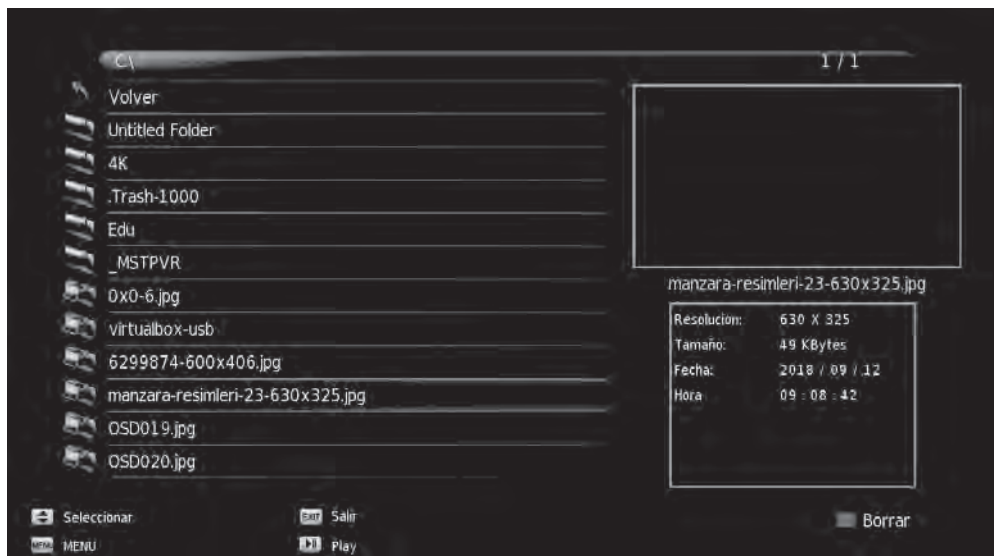 C\
1 / 1
Volver
Untitled Folder
4K
.Trash-1000
Edu
_MSTPVR
0x0-6.jpg
virtualbox-usb
6299874-600x406.jpg
manzara-resimleri-23-630x325.jpg
OSD019.jpg
OSD020.jpg
manzara-resimleri-23-630x325.jpg
Resolucion: 630 X 325
Tamaño: 49 KBytes
Fecha: 2018 / 09 / 12
Hora 09 : 08 : 42
Seleccionar
EXIT Salir
Borrar
MENU MENU
Play